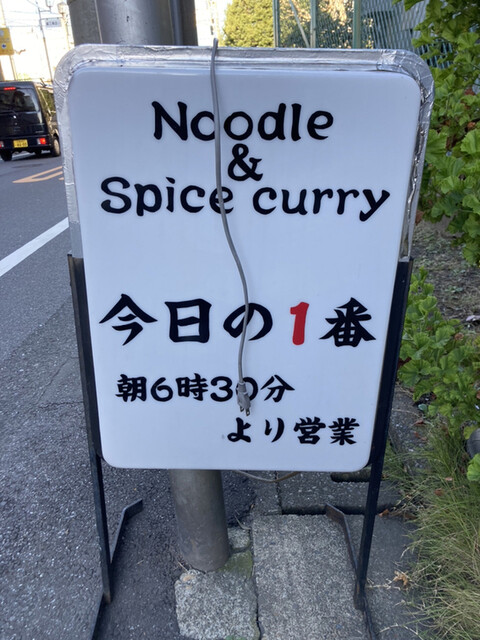 Noodle
&
Spice curry
今日の1番
朝6時30分
より営業